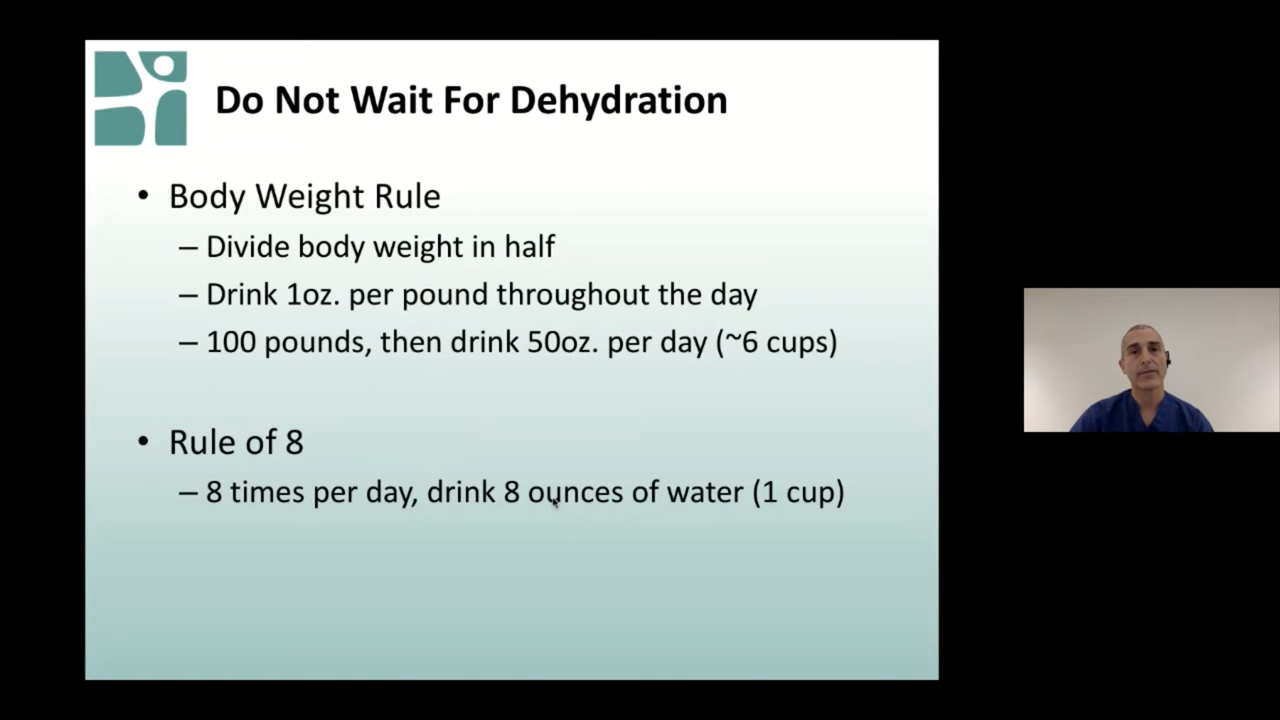 Do Not Wait For Dehydration
• Body Weight Rule
– Divide body weight in half
– Drink 1oz. per pound throughout the day
– 100 pounds, then drink 50oz. per day (~6 cups)
• Rule of 8
– 8 times per day, drink 8 ounces of water (1 cup)